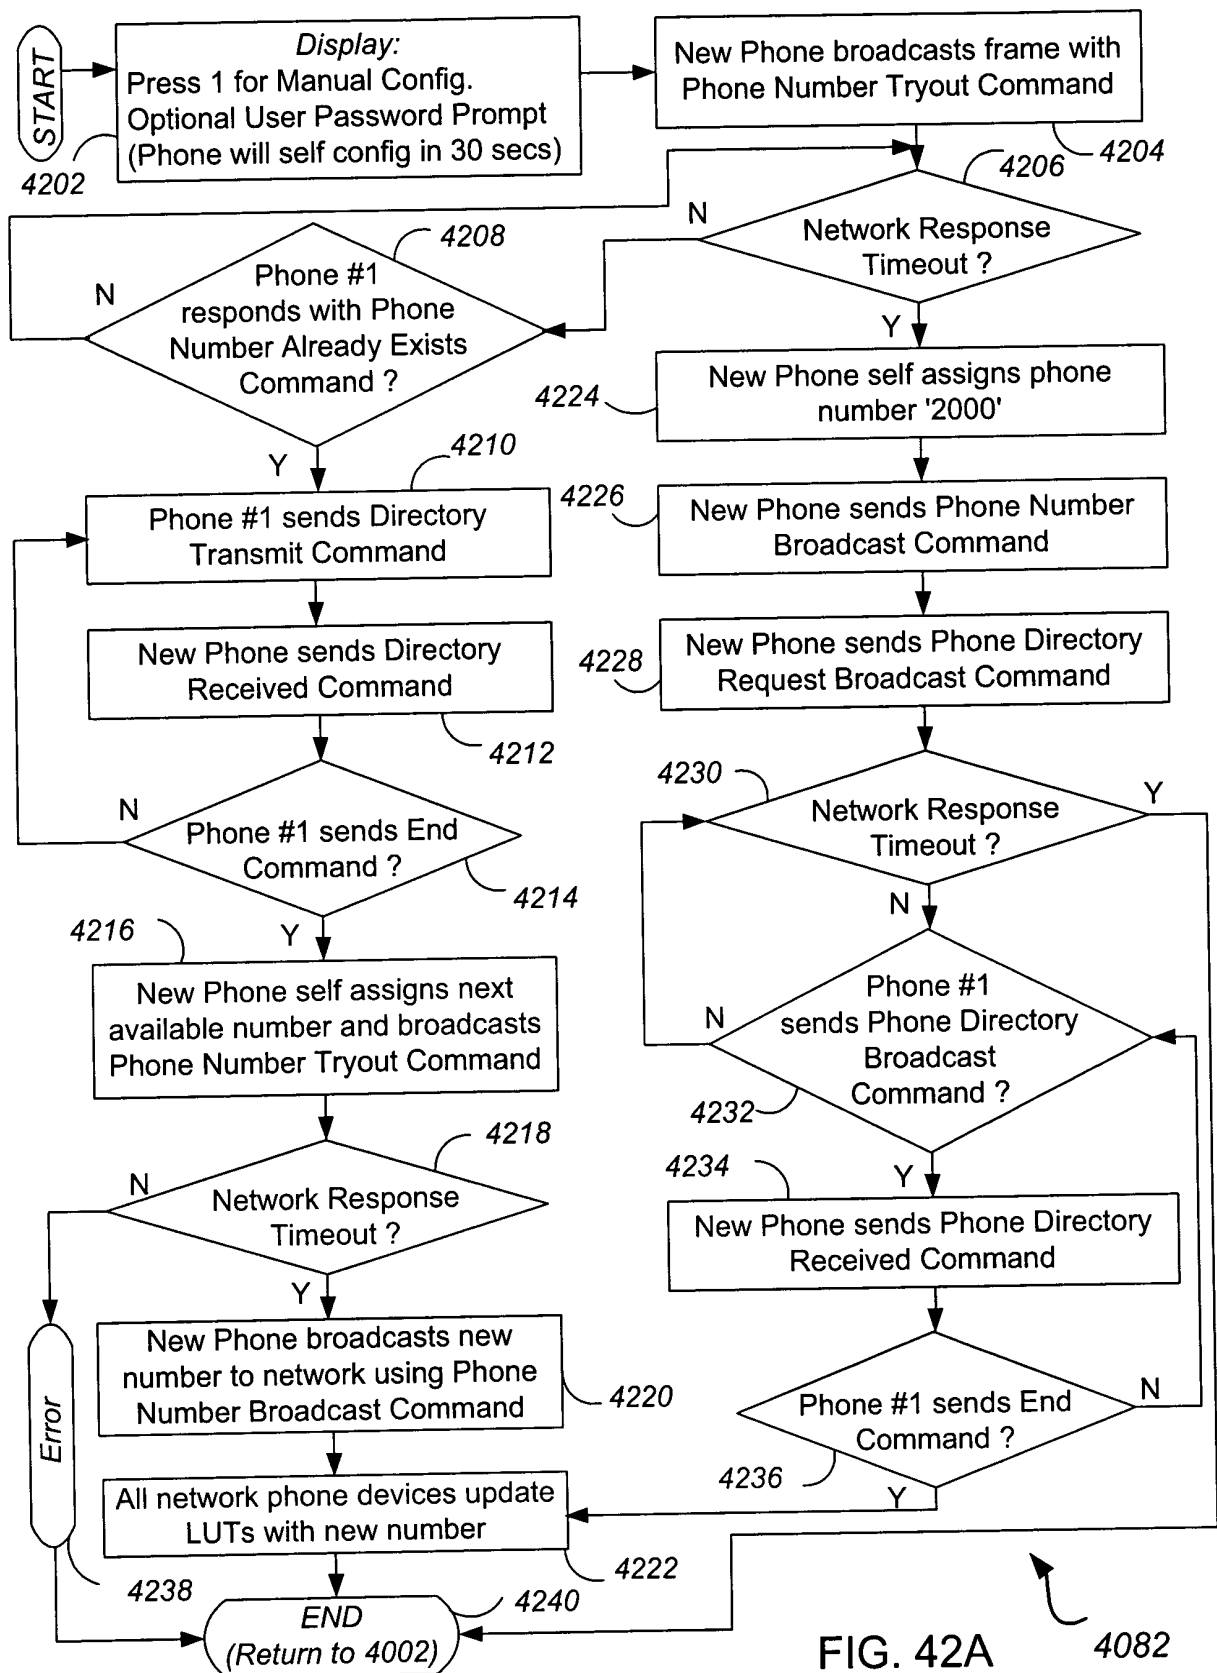 START
Display:
Press 1 for Manual Config.
Optional User Password Prompt
(Phone will self config in 30 secs)
4202
New Phone broadcasts frame with
Phone Number Tryout Command
4204
4206
Network Response
Timeout ?
N
Y
4208
Phone #1
responds with Phone
Number Already Exists
Command ?
N
Y
4210
Phone #1 sends Directory
Transmit Command
New Phone sends Directory
Received Command
4212
Phone #1 sends End
Command ?
N
4214
Y
4216
New Phone self assigns next
available number and broadcasts
Phone Number Tryout Command
4218
Network Response
Timeout ?
N
Y
New Phone broadcasts new
number to network using Phone
Number Broadcast Command
4220
All network phone devices update
LUTs with new number
4222
Error
4238
END
(Return to 4002)
4240
4224
New Phone self assigns phone
number '2000'
4226
New Phone sends Phone Number
Broadcast Command
4228
New Phone sends Phone Directory
Request Broadcast Command
4230
Network Response
Timeout ?
Y
N
Phone #1
sends Phone Directory
Broadcast
Command ?
N
4232
Y
4234
New Phone sends Phone Directory
Received Command
Phone #1 sends End
Command ?
N
4236
Y
FIG. 42A
4082